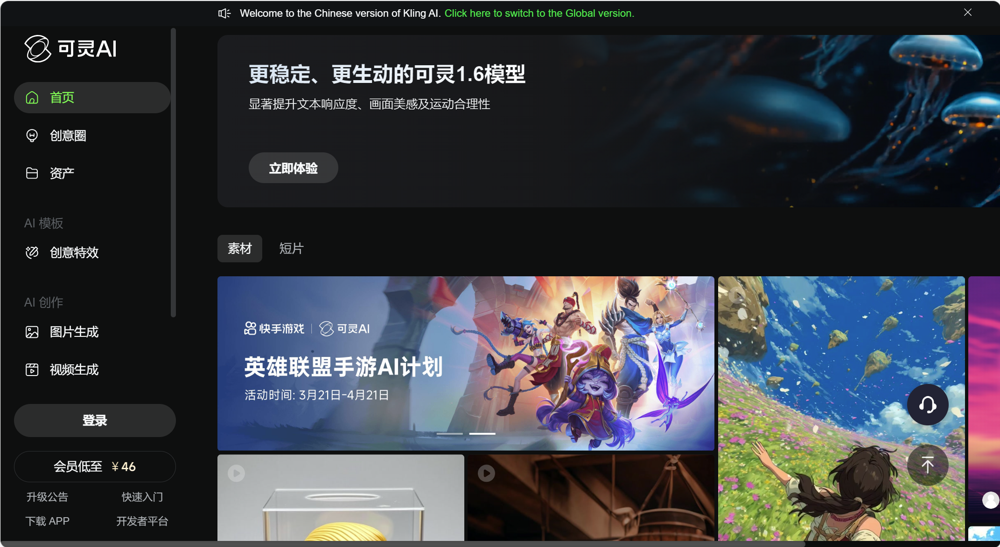 Welcome to the Chinese version of Kling AI. Click here to switch to the Global version.
可灵AI
首页
创意圈
资产
AI 模板
创意特效
AI 创作
图片生成
视频生成
登录
会员低至 ¥ 46
升级公告 快速入门
下载 APP 开发者平台
更稳定、更生动的可灵1.6模型
显著提升文本响应度、画面美感及运动合理性
立即体验
素材 短片
快手游戏 | 可灵AI
英雄联盟手游AI计划
活动时间: 3月21日-4月21日